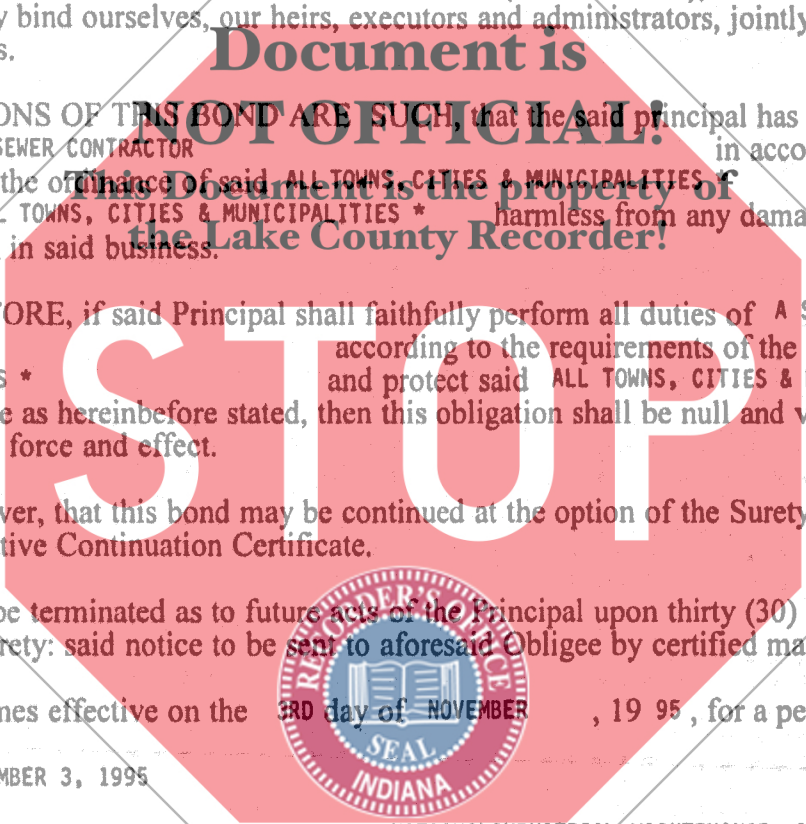 y bind ourselves, our heirs, executors and administrators, jointly
s.
Document is
NOT OFFICIAL!
ONS OF THIS BOND ARE SUCH, that the said principal has
SEWER CONTRACTOR in acco
the ordinance of said ALL TOWNS, CITIES & MUNICIPALITIES *
This Document is the property of
L TOWNS, CITIES & MUNICIPALITIES * harmless from any dama
the Lake County Recorder!
in said business.
ORE, if said Principal shall faithfully perform all duties of A S
according to the requirements of the
S * and protect said ALL TOWNS, CITIES &
e as hereinbefore stated, then this obligation shall be null and v
force and effect.
STOP
ver, that this bond may be continued at the option of the Surety
tive Continuation Certificate.
be terminated as to future acts of the Principal upon thirty (30)
rety: said notice to be sent to aforesaid Obligee by certified ma
mes effective on the 3RD day of NOVEMBER , 19 95 , for a pe
RECORDER'S OFFICE
SEAL
INDIANA
MBER 3, 1995